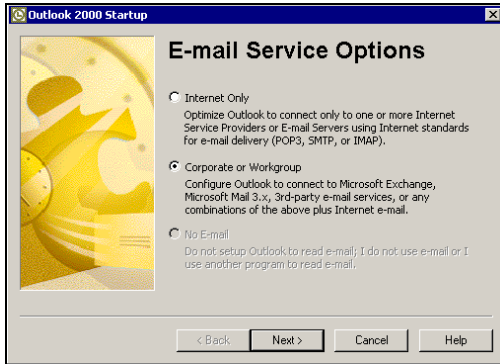 Outlook 2000 Startup
E-mail Service Options
Internet Only
Optimize Outlook to connect only to one or more Internet
Service Providers or E-mail Servers using Internet standards
for e-mail delivery (POP3, SMTP, or IMAP).
Corporate or Workgroup
Configure Outlook to connect to Microsoft Exchange,
Microsoft Mail 3.x, 3rd-party e-mail services, or any
combinations of the above plus Internet e-mail.
No E-mail
Do not setup Outlook to read e-mail; I do not use e-mail or I
use another program to read e-mail.
< Back Next > Cancel Help